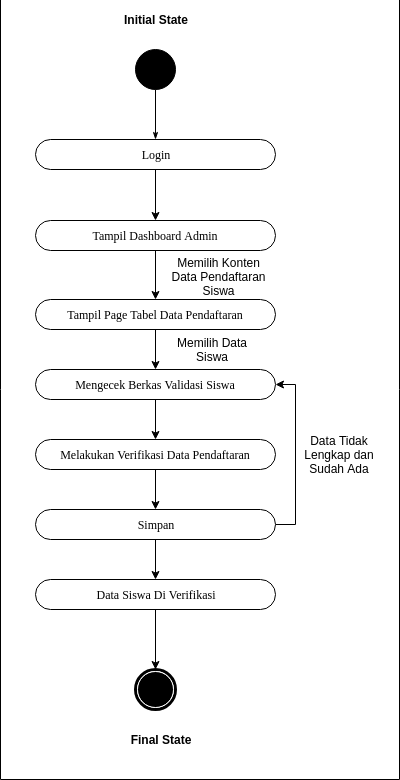 Initial State
Login
Tampil Dashboard Admin
Memilih Konten
Data Pendaftaran
Siswa
Tampil Page Tabel Data Pendaftaran
Memilih Data
Siswa
Mengecek Berkas Validasi Siswa
Data Tidak
Lengkap dan
Sudah Ada
Melakukan Verifikasi Data Pendaftaran
Simpan
Data Siswa Di Verifikasi
Final State